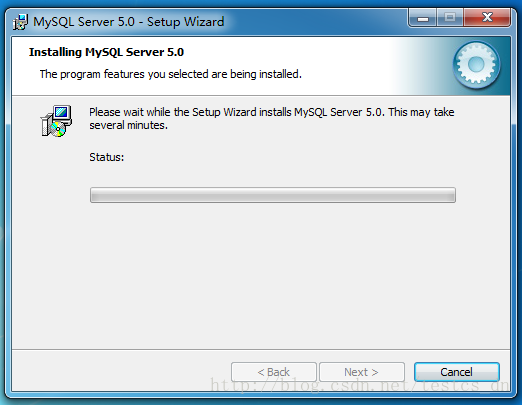 MySQL Server 5.0 - Setup Wizard
Installing MySQL Server 5.0
The program features you selected are being installed.
Please wait while the Setup Wizard installs MySQL Server 5.0. This may take
several minutes.
Status:
< Back
Next >
Cancel
http://blog.csdn.net/testcs_dn